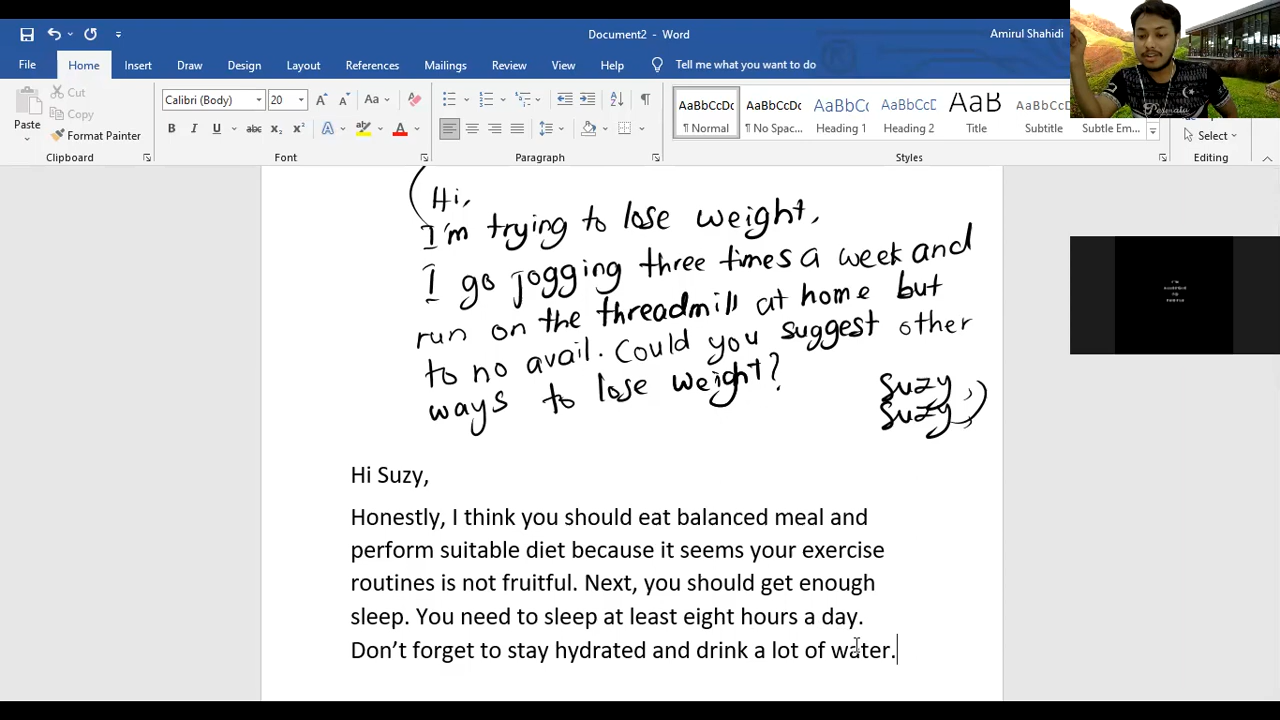 Document2 - Word
Amirul Shahidi
File Home Insert Draw Design Layout References Mailings Review View Help Tell me what you want to do
Cut
Copy
Paste
Format Painter
Calibri (Body) 20
AaBbCcDc AaBbCcDc AaBbCc AaBbCc AaB AaBbCcD AaBbCcDc
¶ Normal ¶ No Spac... Heading 1 Heading 2 Title Subtitle Subtle Em...
Select
Clipboard Font Paragraph Styles Editing
Hi,
I'm trying to lose weight,
I go jogging three times a week and
run on the threadmill at home but
to no avail. Could you suggest other
ways to lose weight?
Suzy,
Suzy,
Hi Suzy,
Honestly, I think you should eat balanced meal and
perform suitable diet because it seems your exercise
routines is not fruitful. Next, you should get enough
sleep. You need to sleep at least eight hours a day.
Don't forget to stay hydrated and drink a lot of water.